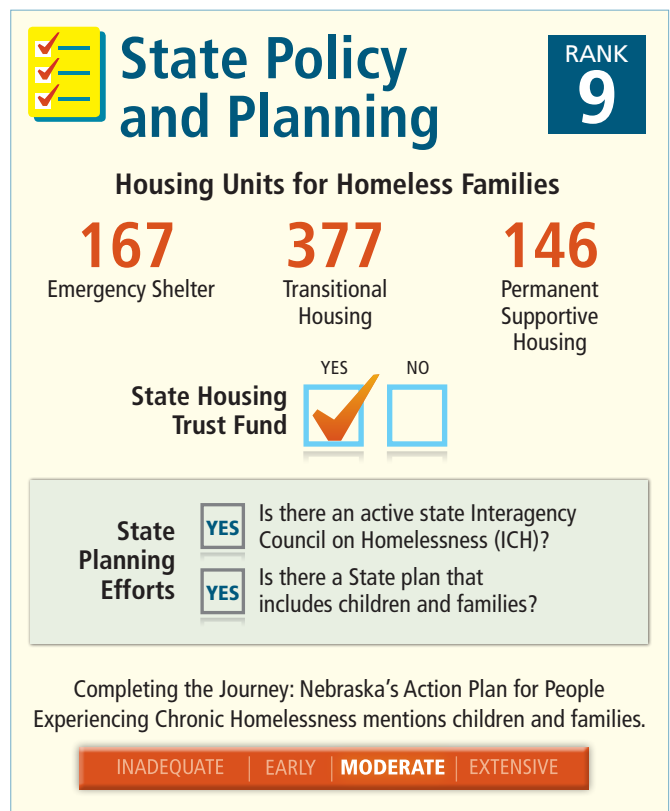 State Policy
and Planning
RANK
9
Housing Units for Homeless Families
167
Emergency Shelter
377
Transitional
Housing
146
Permanent
Supportive
Housing
YES NO
State Housing
Trust Fund
State
Planning
Efforts
YES
Is there an active state Interagency
Council on Homelessness (ICH)?
YES
Is there a State plan that
includes children and families?
Completing the Journey: Nebraska’s Action Plan for People
Experiencing Chronic Homelessness mentions children and families.
INADEQUATE | EARLY | MODERATE | EXTENSIVE